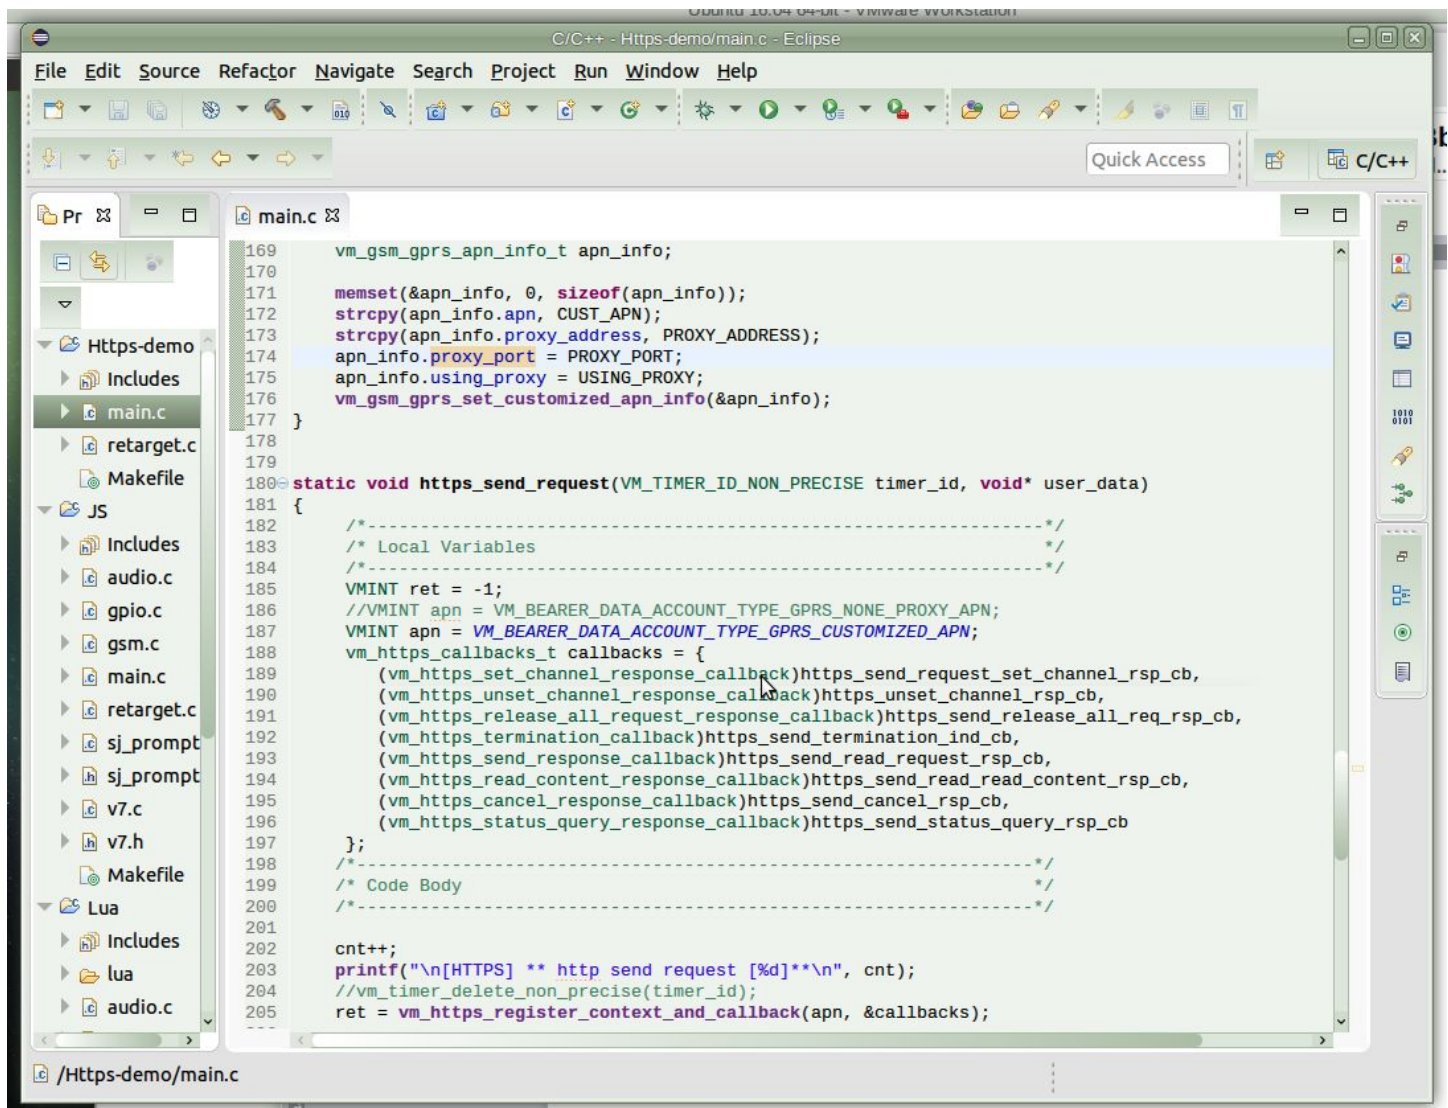 Ubuntu 16.04 64-bit - VMware Workstation
C/C++ - Https-demo/main.c - Eclipse
File Edit Source Refactor Navigate Search Project Run Window Help
Quick Access
C/C++
Pr
main.c
Https-demo
Includes
main.c
retarget.c
Makefile
JS
Includes
audio.c
gpio.c
gsm.c
main.c
retarget.c
sj_prompt
sj_prompt
v7.c
v7.h
Makefile
Lua
Includes
lua
audio.c
169 vm_gsm_gprs_apn_info_t apn_info;
170
171 memset(&apn_info, 0, sizeof(apn_info));
172 strcpy(apn_info.apn, CUST_APN);
173 strcpy(apn_info.proxy_address, PROXY_ADDRESS);
174 apn_info.proxy_port = PROXY_PORT;
175 apn_info.using_proxy = USING_PROXY;
176 vm_gsm_gprs_set_customized_apn_info(&apn_info);
177 }
178
179
180 static void https_send_request(VM_TIMER_ID_NON_PRECISE timer_id, void* user_data)
181 {
182 /*----------------------------------------------------------------*/
183 /* Local Variables */
184 /*----------------------------------------------------------------*/
185 VMINT ret = -1;
186 //VMINT apn = VM_BEARER_DATA_ACCOUNT_TYPE_GPRS_NONE_PROXY_APN;
187 VMINT apn = VM_BEARER_DATA_ACCOUNT_TYPE_GPRS_CUSTOMIZED_APN;
188 vm_https_callbacks_t callbacks = {
189 (vm_https_set_channel_response_callback)https_send_request_set_channel_rsp_cb,
190 (vm_https_unset_channel_response_callback)https_unset_channel_rsp_cb,
191 (vm_https_release_all_request_response_callback)https_send_release_all_req_rsp_cb,
192 (vm_https_termination_callback)https_send_termination_ind_cb,
193 (vm_https_send_response_callback)https_send_read_request_rsp_cb,
194 (vm_https_read_content_response_callback)https_send_read_read_content_rsp_cb,
195 (vm_https_cancel_response_callback)https_send_cancel_rsp_cb,
196 (vm_https_status_query_response_callback)https_send_status_query_rsp_cb
197 };
198 /*----------------------------------------------------------------*/
199 /* Code Body */
200 /*----------------------------------------------------------------*/
201
202 cnt++;
203 printf("\n[HTTPS] ** http send request [%d]**\n", cnt);
204 //vm_timer_delete_non_precise(timer_id);
205 ret = vm_https_register_context_and_callback(apn, &callbacks);
/Https-demo/main.c